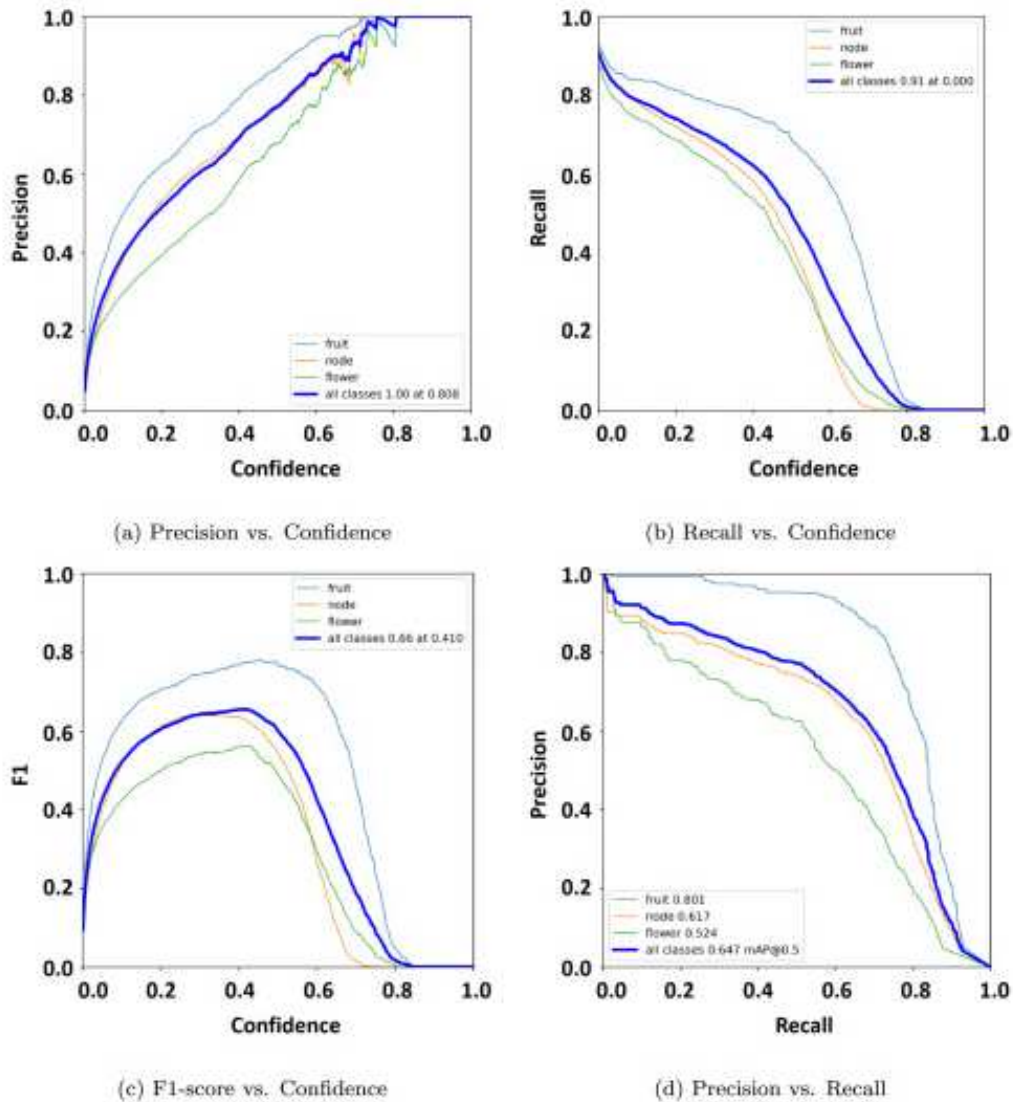 1.0
0.8
0.6
0.4
0.2
0.0
Precision
fruit
node
flower
all classes 1.00 at 0.808
0.0 0.2 0.4 0.6 0.8 1.0
Confidence
(a) Precision vs. Confidence
1.0
0.8
0.6
0.4
0.2
0.0
Recall
fruit
node
flower
all classes 0.91 at 0.000
0.0 0.2 0.4 0.6 0.8 1.0
Confidence
(b) Recall vs. Confidence
1.0
0.8
0.6
0.4
0.2
0.0
F1
fruit
node
flower
all classes 0.66 at 0.410
0.0 0.2 0.4 0.6 0.8 1.0
Confidence
(c) F1-score vs. Confidence
1.0
0.8
0.6
0.4
0.2
0.0
Precision
fruit 0.801
node 0.617
flower 0.524
all classes 0.647 mAP@0.5
0.0 0.2 0.4 0.6 0.8 1.0
Recall
(d) Precision vs. Recall